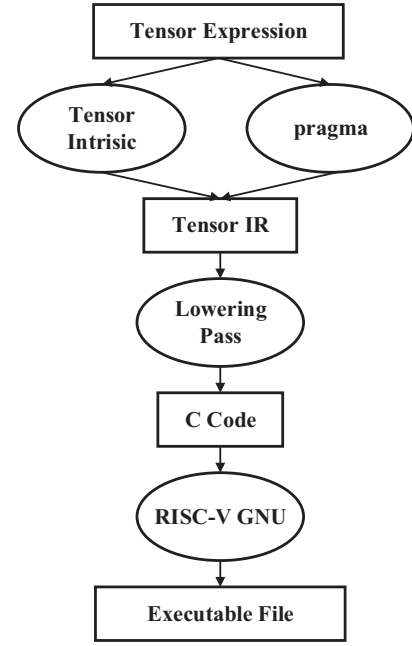 Tensor Expression
Tensor
Intrisic
pragma
Tensor IR
Lowering
Pass
C Code
RISC-V GNU
Executable File